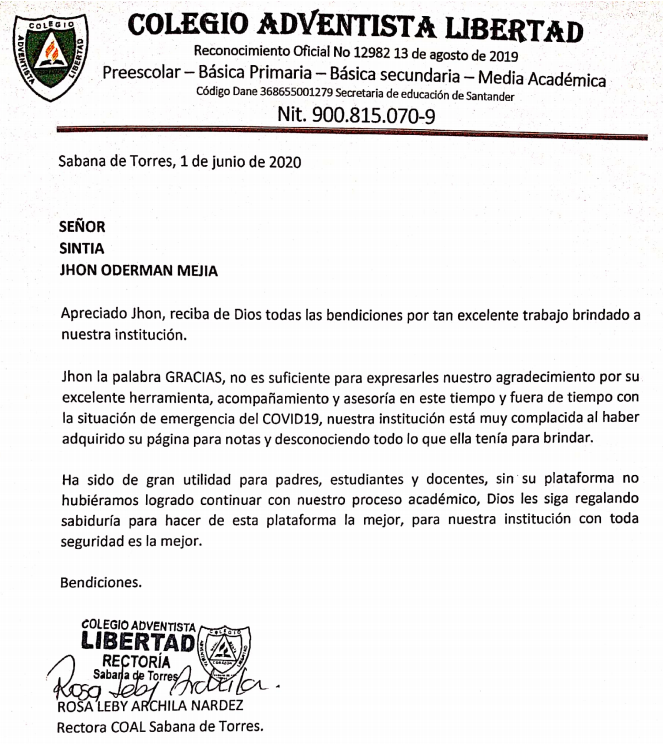 COLEGIO
ADVENTISTA
LIBERTAD
COLEGIO ADVENTISTA LIBERTAD
Reconocimiento Oficial No 12982 13 de agosto de 2019
Preescolar – Básica Primaria – Básica secundaria – Media Académica
Código Dane 368655001279 Secretaria de educación de Santander
Nit. 900.815.070-9
Sabana de Torres, 1 de junio de 2020
SEÑOR
SINTIA
JHON ODERMAN MEJIA
Apreciado Jhon, reciba de Dios todas las bendiciones por tan excelente trabajo brindado a
nuestra institución.
Jhon la palabra GRACIAS, no es suficiente para expresarles nuestro agradecimiento por su
excelente herramienta, acompañamiento y asesoría en este tiempo y fuera de tiempo con
la situación de emergencia del COVID19, nuestra institución está muy complacida al haber
adquirido su página para notas y desconociendo todo lo que ella tenía para brindar.
Ha sido de gran utilidad para padres, estudiantes y docentes, sin su plataforma no
hubiéramos logrado continuar con nuestro proceso académico, Dios les siga regalando
sabiduría para hacer de esta plataforma la mejor, para nuestra institución con toda
seguridad es la mejor.
Bendiciones.
COLEGIO ADVENTISTA
LIBERTAD
RECTORÍA
Sabana de Torres
COLEGIO
Rosa Leby Archila.
ROSA LEBY ARCHILA NARDEZ
Rectora COAL Sabana de Torres.